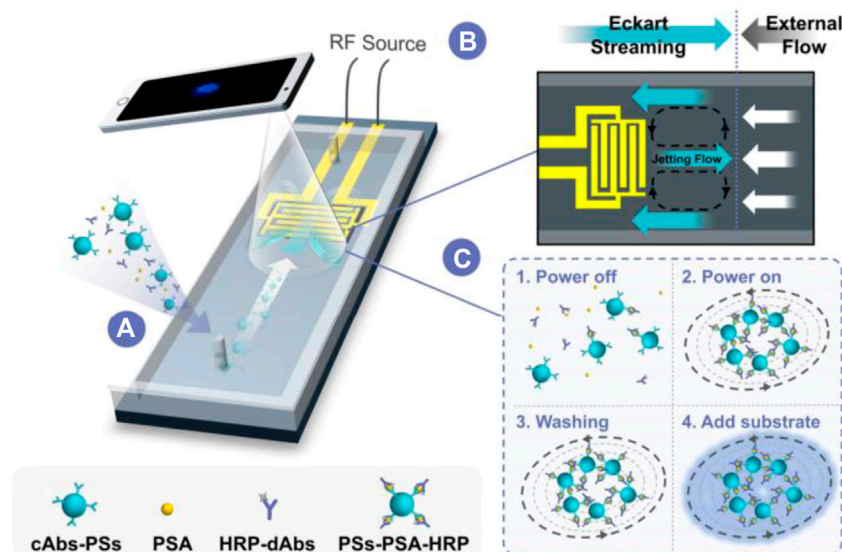 RF Source
B
Eckart
Streaming
External
Flow
Jetting Flow
A
C
1. Power off
2. Power on
3. Washing
4. Add substrate
cAbs-PSs
PSA
HRP-dAbs
PSs-PSA-HRP